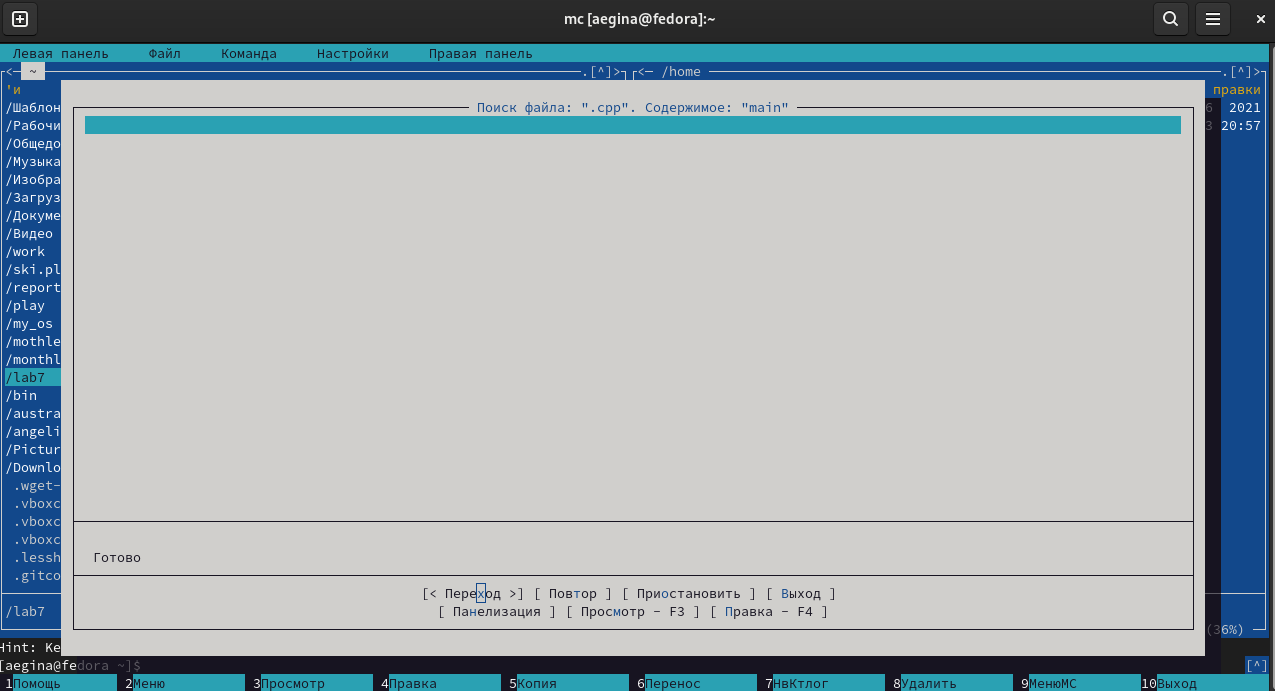 mc [aegina@fedora]:~
Левая панель Файл Команда Настройки Правая панель
<─ ~ .[^]> <─ /home .[^]>
'и правки
/Шаблон 6 2021
/Рабочи 3 20:57
/Общедо
/Музыка
/Изобра
/Загруз
/Докуме
/Видео
/work
/ski.pl
/report
/play
/my_os
/mothle
/monthl
/lab7
/bin
/austra
/angeli
/Pictur
/Downlo
.wget-
.vboxc
.vboxc
.vboxc
.lessh
.gitco
/lab7
(36%)
Поиск файла: ".cpp". Содержимое: "main"
Готово
[< Переход >] [ Повтор ] [ Приостановить ] [ Выход ]
[ Панелизация ] [ Просмотр - F3 ] [ Правка - F4 ]
Hint: Ke
[aegina@fedora ~]$ [^]
1Помощь 2Меню 3Просмотр 4Правка 5Копия 6Перенос 7НвКтлог 8Удалить 9МенюMC 10Выход